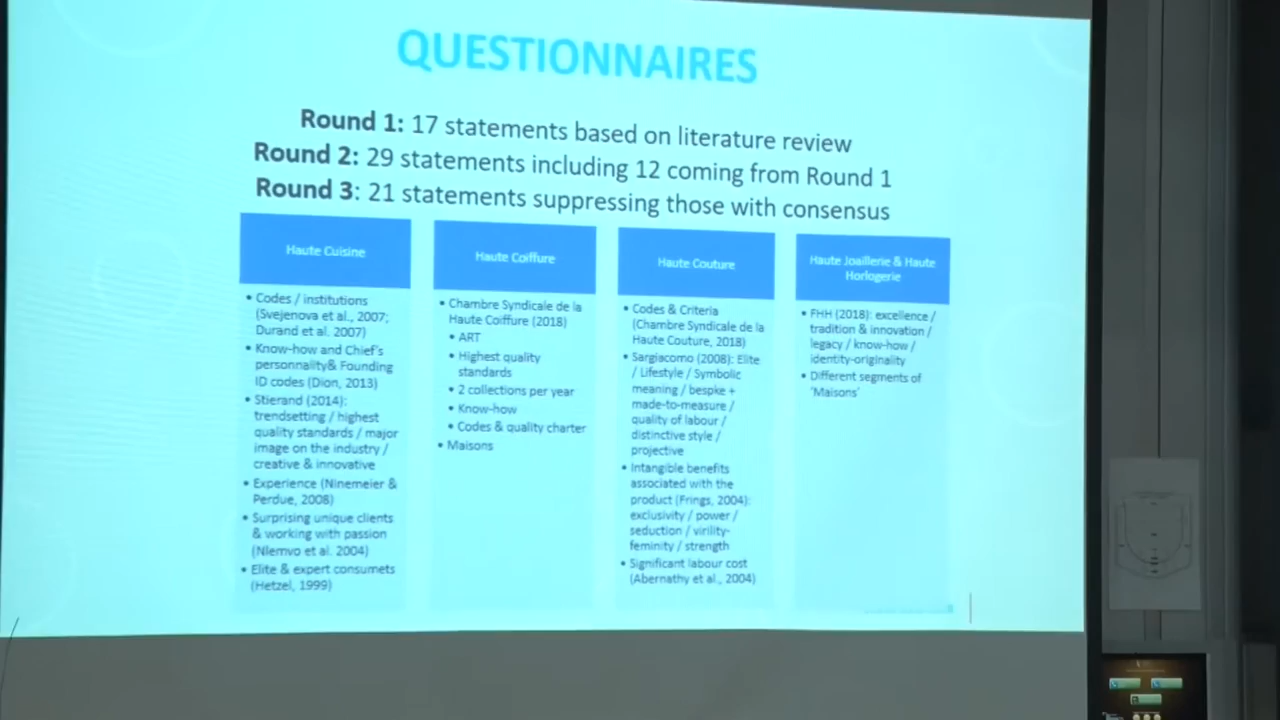 QUESTIONNAIRES
Round 1: 17 statements based on literature review
Round 2: 29 statements including 12 coming from Round 1
Round 3: 21 statements suppressing those with consensus
Haute Cuisine
• Codes / institutions
(Svejenova et al., 2007;
Durand et al. 2007)
• Know-how and Chief's
personnality& Founding
ID codes (Dion, 2013)
• Stierand (2014):
trendsetting / highest
quality standards / major
image on the industry /
creative & innovative
• Experience (Ninemeier &
Perdue, 2008)
• Surprising unique clients
& working with passion
(Nlemvo et al. 2004)
• Elite & expert consumets
(Hetzel, 1999)
Haute Coiffure
• Chambre Syndicale de la
Haute Coiffure (2018)
• ART
• Highest quality
standards
• 2 collections per year
• Know-how
• Codes & quality charter
• Maisons
Haute Couture
• Codes & Criteria
(Chambre Syndicale de la
Haute Couture, 2018)
• Sargiacomo (2008): Elite
/ Lifestyle / Symbolic
meaning / bespke +
made-to-measure /
quality of labour /
distinctive style /
projective
• Intangible benefits
associated with the
product (Frings, 2004):
exclusivity / power /
seduction / virility-
feminity / strength
• Significant labour cost
(Abernathy et al., 2004)
Haute Joaillerie & Haute
Horlogerie
• FHH (2018): excellence /
tradition & innovation /
legacy / know-how /
identity-originality
• Different segments of
'Maisons'